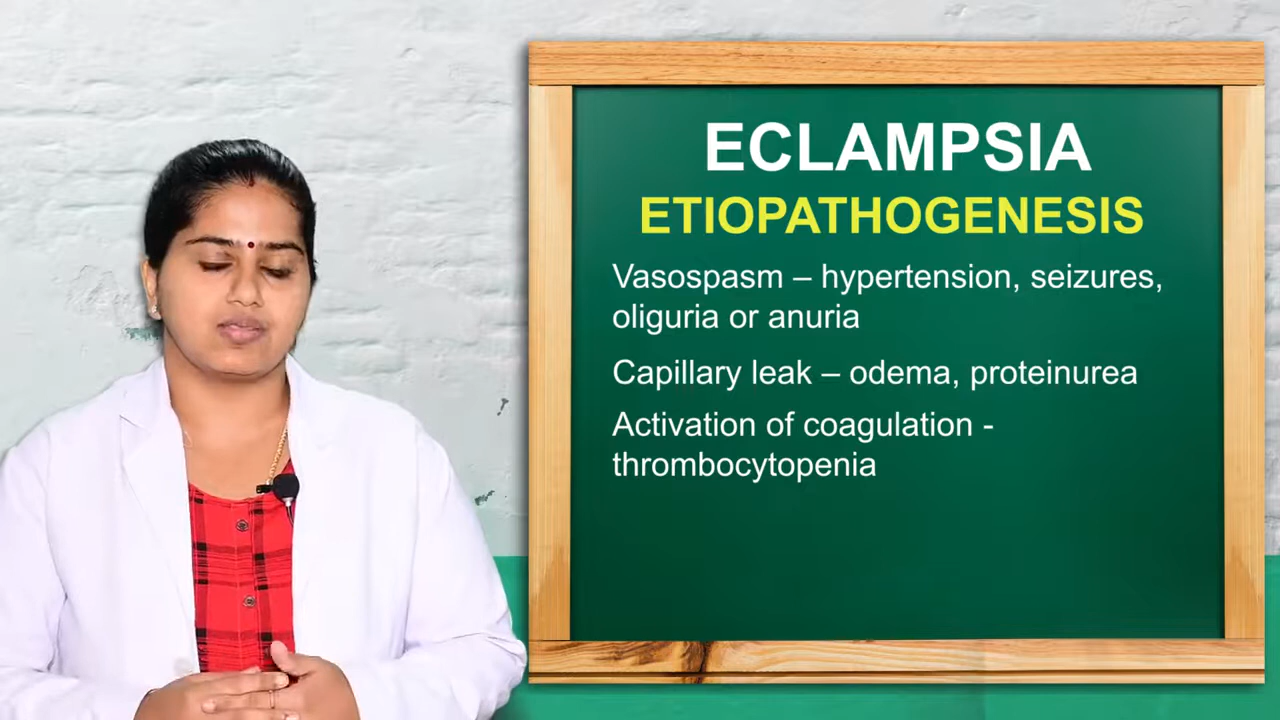 ECLAMPSIA
ETIOPATHOGENESIS
Vasospasm – hypertension, seizures,
oliguria or anuria
Capillary leak – odema, proteinurea
Activation of coagulation -
thrombocytopenia